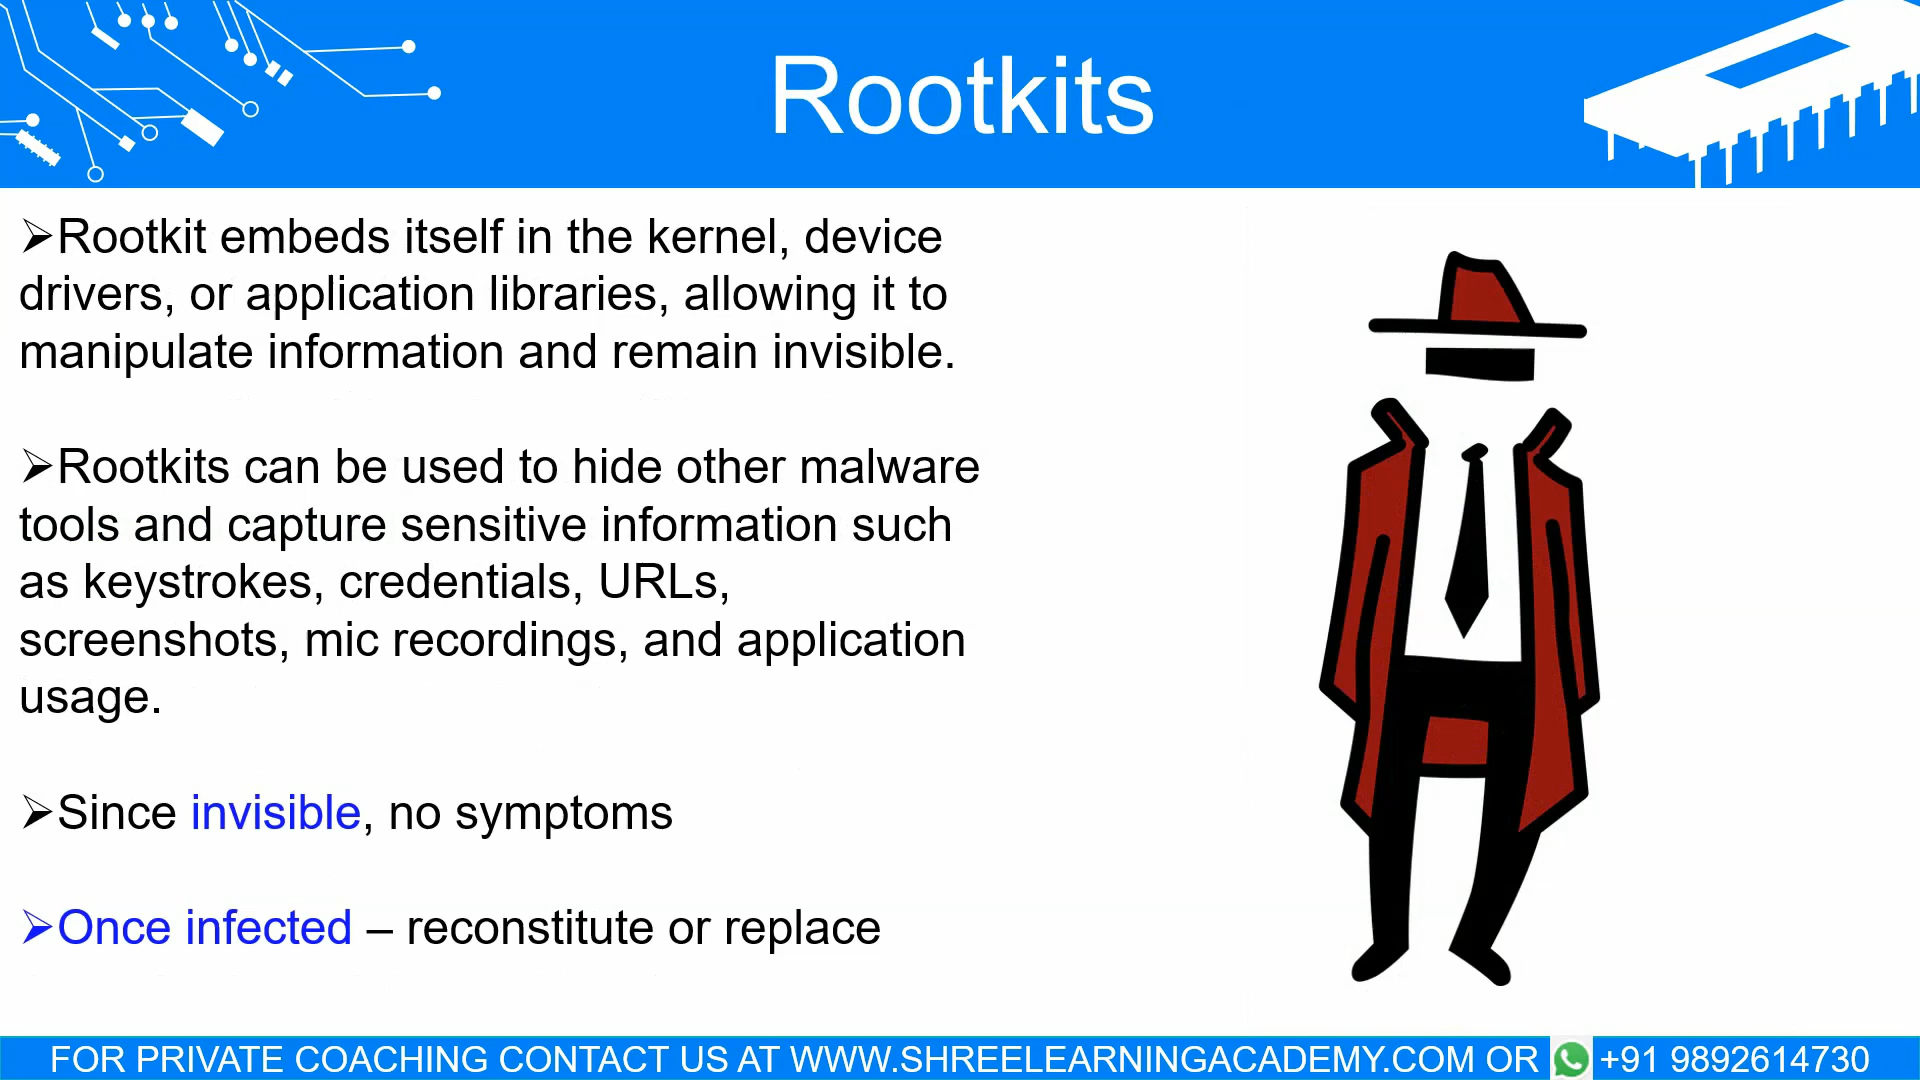 Rootkits
➢Rootkit embeds itself in the kernel, device
drivers, or application libraries, allowing it to
manipulate information and remain invisible.
➢Rootkits can be used to hide other malware
tools and capture sensitive information such
as keystrokes, credentials, URLs,
screenshots, mic recordings, and application
usage.
➢Since invisible, no symptoms
➢Once infected – reconstitute or replace
FOR PRIVATE COACHING CONTACT US AT WWW.SHREELEARNINGACADEMY.COM OR +91 9892614730